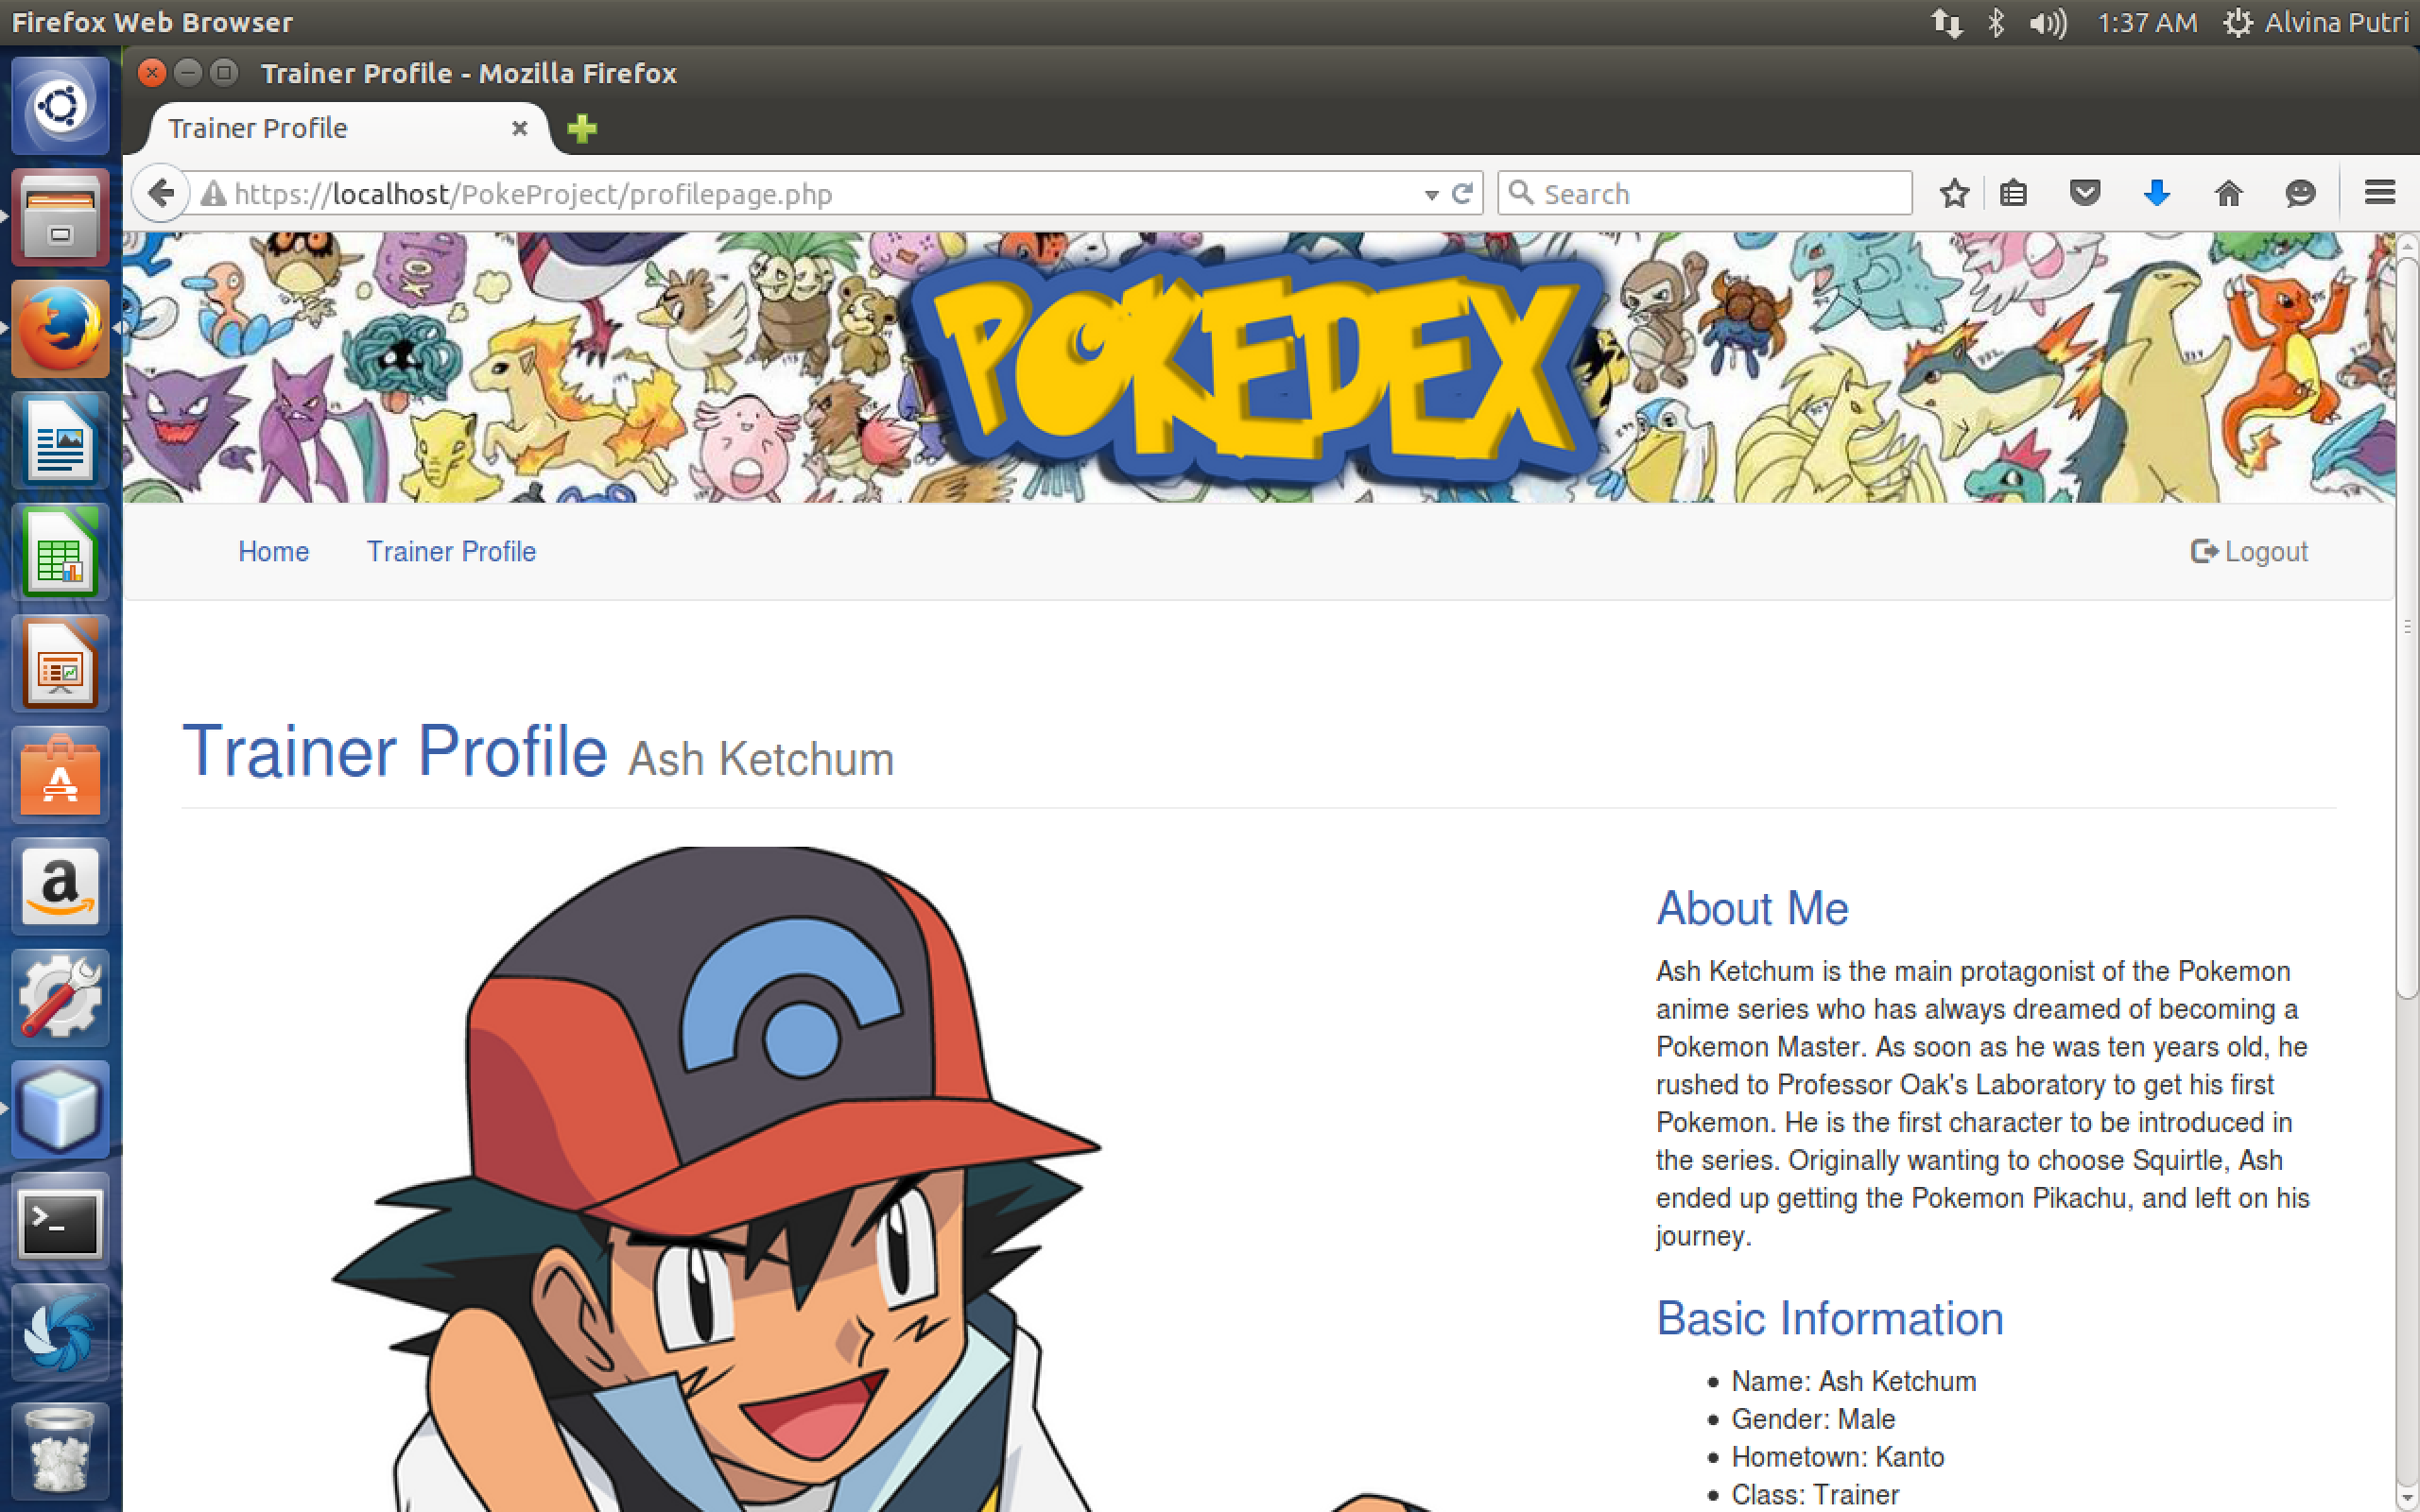 Firefox Web Browser
1:37 AM
Alvina Putri
Trainer Profile - Mozilla Firefox
Trainer Profile
https://localhost/PokeProject/profilepage.php
Search
POKEDEX
Home
Trainer Profile
Logout
Trainer Profile Ash Ketchum
About Me
Ash Ketchum is the main protagonist of the Pokemon
anime series who has always dreamed of becoming a
Pokemon Master. As soon as he was ten years old, he
rushed to Professor Oak's Laboratory to get his first
Pokemon. He is the first character to be introduced in
the series. Originally wanting to choose Squirtle, Ash
ended up getting the Pokemon Pikachu, and left on his
journey.
Basic Information
Name: Ash Ketchum
Gender: Male
Hometown: Kanto
Class: Trainer